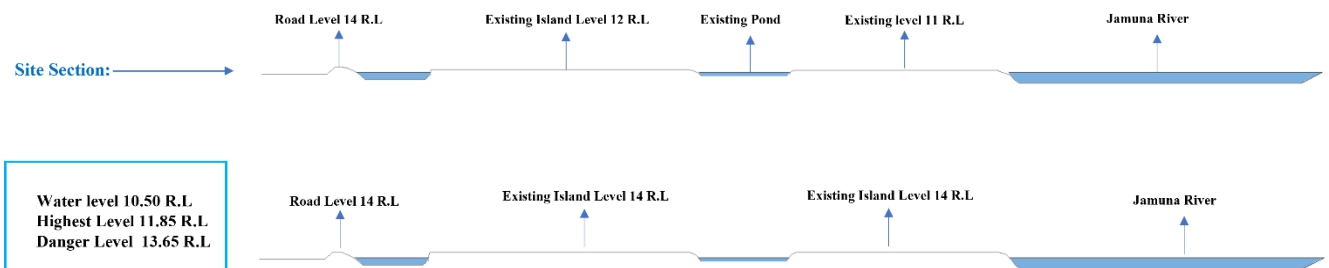 Road Level 14 R.L
Existing Island Level 12 R.L
Existing Pond
Existing level 11 R.L
Jamuna River
Site Section:
Water level 10.50 R.L
Highest Level 11.85 R.L
Danger Level 13.65 R.L
Road Level 14 R.L
Existing Island Level 14 R.L
Existing Island Level 14 R.L
Jamuna River